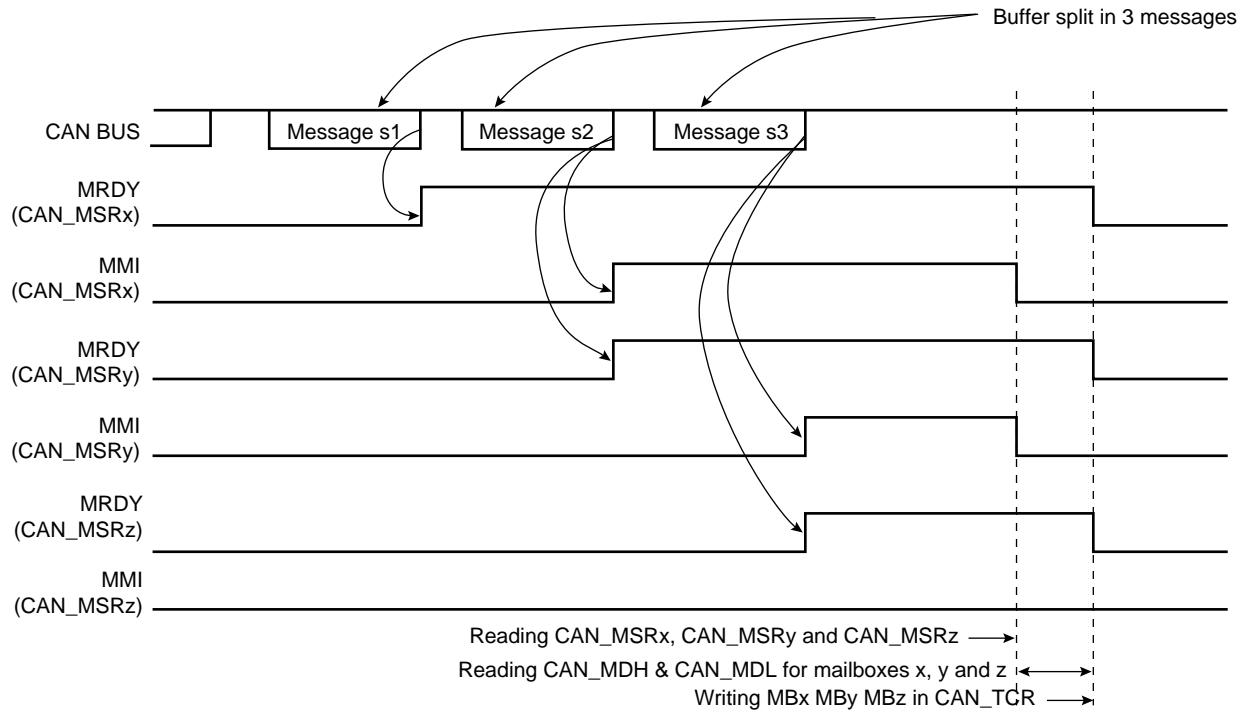 Buffer split in 3 messages
CAN BUS
Message s1
Message s2
Message s3
MRDY
(CAN_MSRx)
MMI
(CAN_MSRx)
MRDY
(CAN_MSRy)
MMI
(CAN_MSRy)
MRDY
(CAN_MSRz)
MMI
(CAN_MSRz)
Reading CAN_MSRx, CAN_MSRy and CAN_MSRz
Reading CAN_MDH & CAN_MDL for mailboxes x, y and z
Writing MBx MBy MBz in CAN_TCR